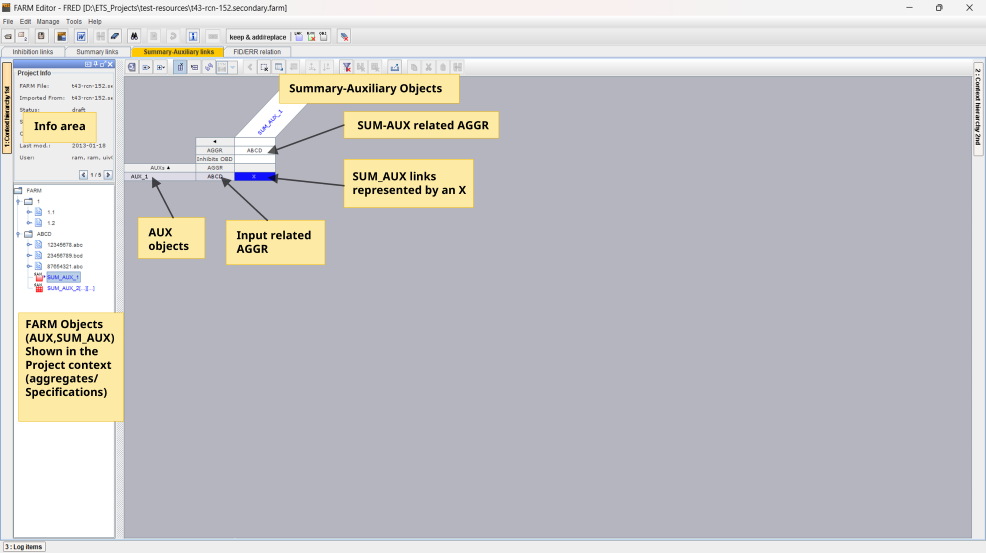 FARM Editor - FRED [D\ETS_Projects\test-resources\t43-rcn-152.secondary.farm]
File Edit Manage Tools Help
keep & add\replace
Inhibition links
Summary links
Summary-Auxiliary links
FID/ERR relation
1:Context hierarchy 1st
2 : Context hierarchy 2nd
Project Info
FARM File: t43-rcn-152.se
Imported From: t43-rcn-152.se
Status: draft
Last mod.: 2013-01-18
User: ram, ram, uivi
1 / 5
Info area
FARM
1
1.1
1.2
ABCD
12345678.abc
23456789.bcd
87654321.abc
SUM_AUX_1
SUM_AUX_2[...][...]
FARM Objects
(AUX,SUM_AUX)
Shown in the
Project context
(aggregates/
Specifications)
Summary-Auxiliary Objects
SUM_AUX_1
SUM-AUX related AGGR
AGGR ABCD
Inhibits OBD
AUXs AGGR
AUX_1 ABCD X
SUM_AUX links
represented by an X
AUX
objects
Input related
AGGR
3 : Log items